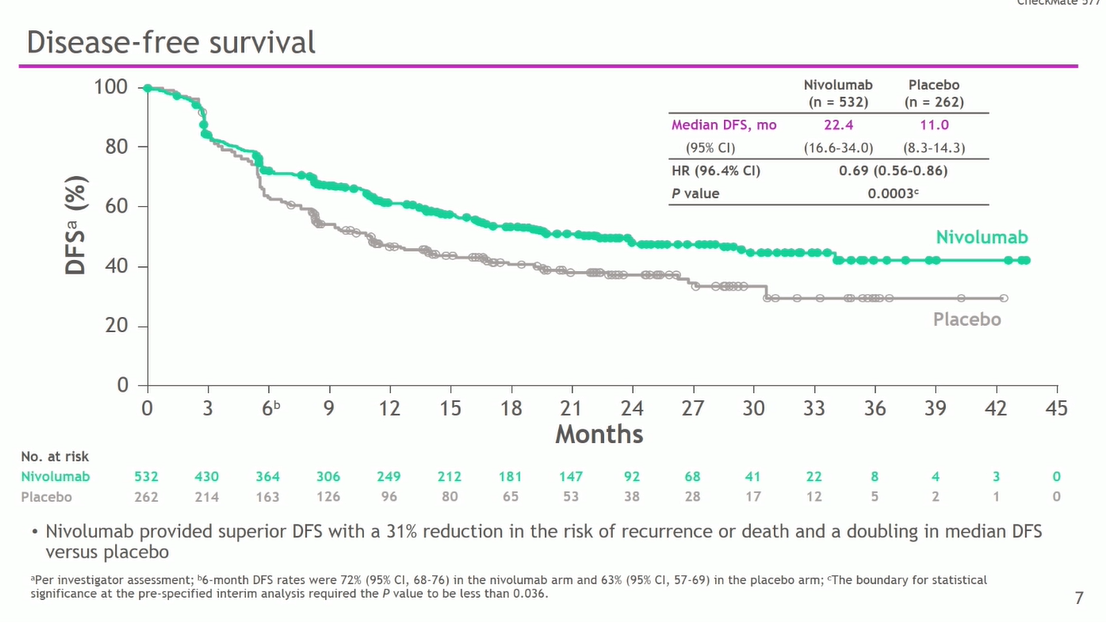 CheckMate 577
Disease-free survival
Nivolumab Placebo
(n = 532) (n = 262)
Median DFS, mo 22.4 11.0
(95% CI) (16.6-34.0) (8.3-14.3)
HR (96.4% CI) 0.69 (0.56-0.86)
P value 0.0003ᶜ
DFSᵃ (%)
100
80
60
40
20
0
Nivolumab
Placebo
0 3 6ᵇ 9 12 15 18 21 24 27 30 33 36 39 42 45
Months
No. at risk
Nivolumab 532 430 364 306 249 212 181 147 92 68 41 22 8 4 3 0
Placebo 262 214 163 126 96 80 65 53 38 28 17 12 5 2 1 0
• Nivolumab provided superior DFS with a 31% reduction in the risk of recurrence or death and a doubling in median DFS
versus placebo
ᵃPer investigator assessment; ᵇ6-month DFS rates were 72% (95% CI, 68-76) in the nivolumab arm and 63% (95% CI, 57-69) in the placebo arm; ᶜThe boundary for statistical
significance at the pre-specified interim analysis required the P value to be less than 0.036.
7